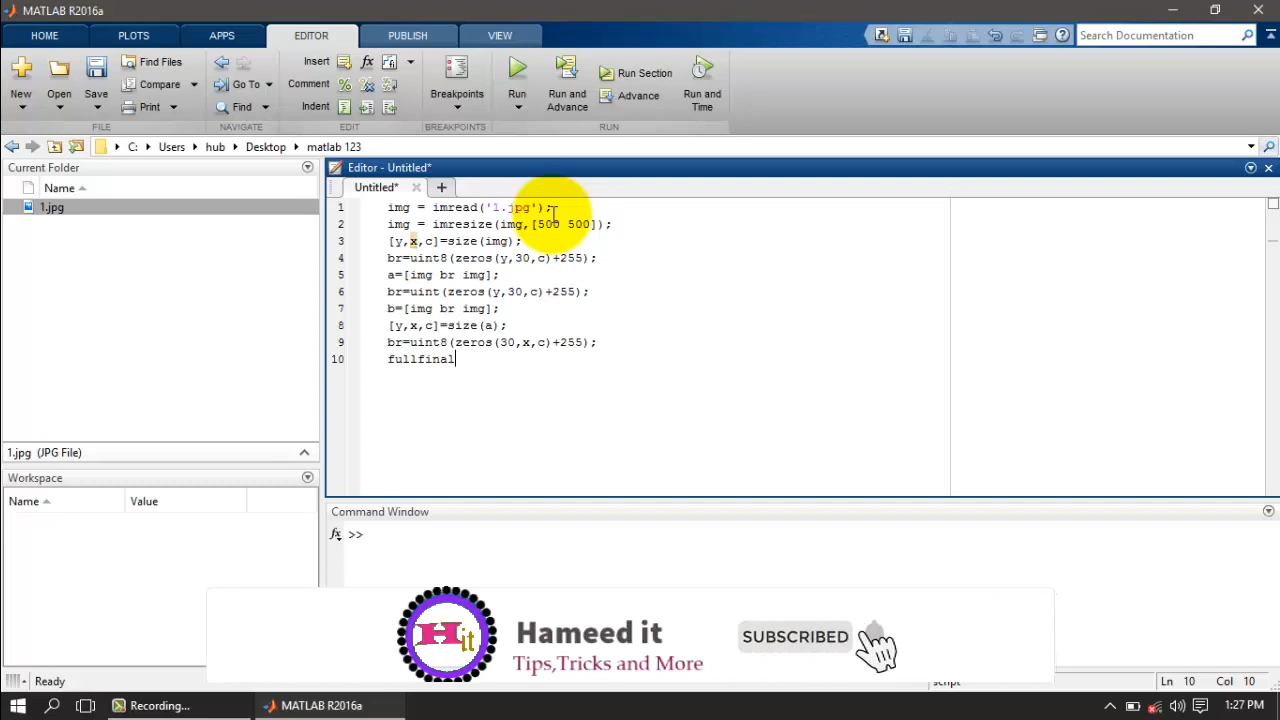 MATLAB R2016a
HOME PLOTS APPS EDITOR PUBLISH VIEW Search Documentation
New Open Save Find Files Compare Print Go To Find Insert Comment Indent Breakpoints Run Run and Advance Run Section Advance Run and Time
FILE NAVIGATE EDIT BREAKPOINTS RUN
C: Users hub Desktop matlab 123
Current Folder
Name
1.jpg
1.jpg (JPG File)
Workspace
Name Value
Editor - Untitled*
Untitled*
1 img = imread('1.jpg');
2 img = imresize(img,[500 500]);
3 [y,x,c]=size(img);
4 br=uint8(zeros(y,30,c)+255);
5 a=[img br img];
6 br=uint(zeros(y,30,c)+255);
7 b=[img br img];
8 [y,x,c]=size(a);
9 br=uint8(zeros(30,x,c)+255);
10 fullfinal
Command Window
fx >>
H it
Hameed it
Tips,Tricks and More
SUBSCRIBED
Ready script Ln 10 Col 10
Recording... MATLAB R2016a 1:27 PM